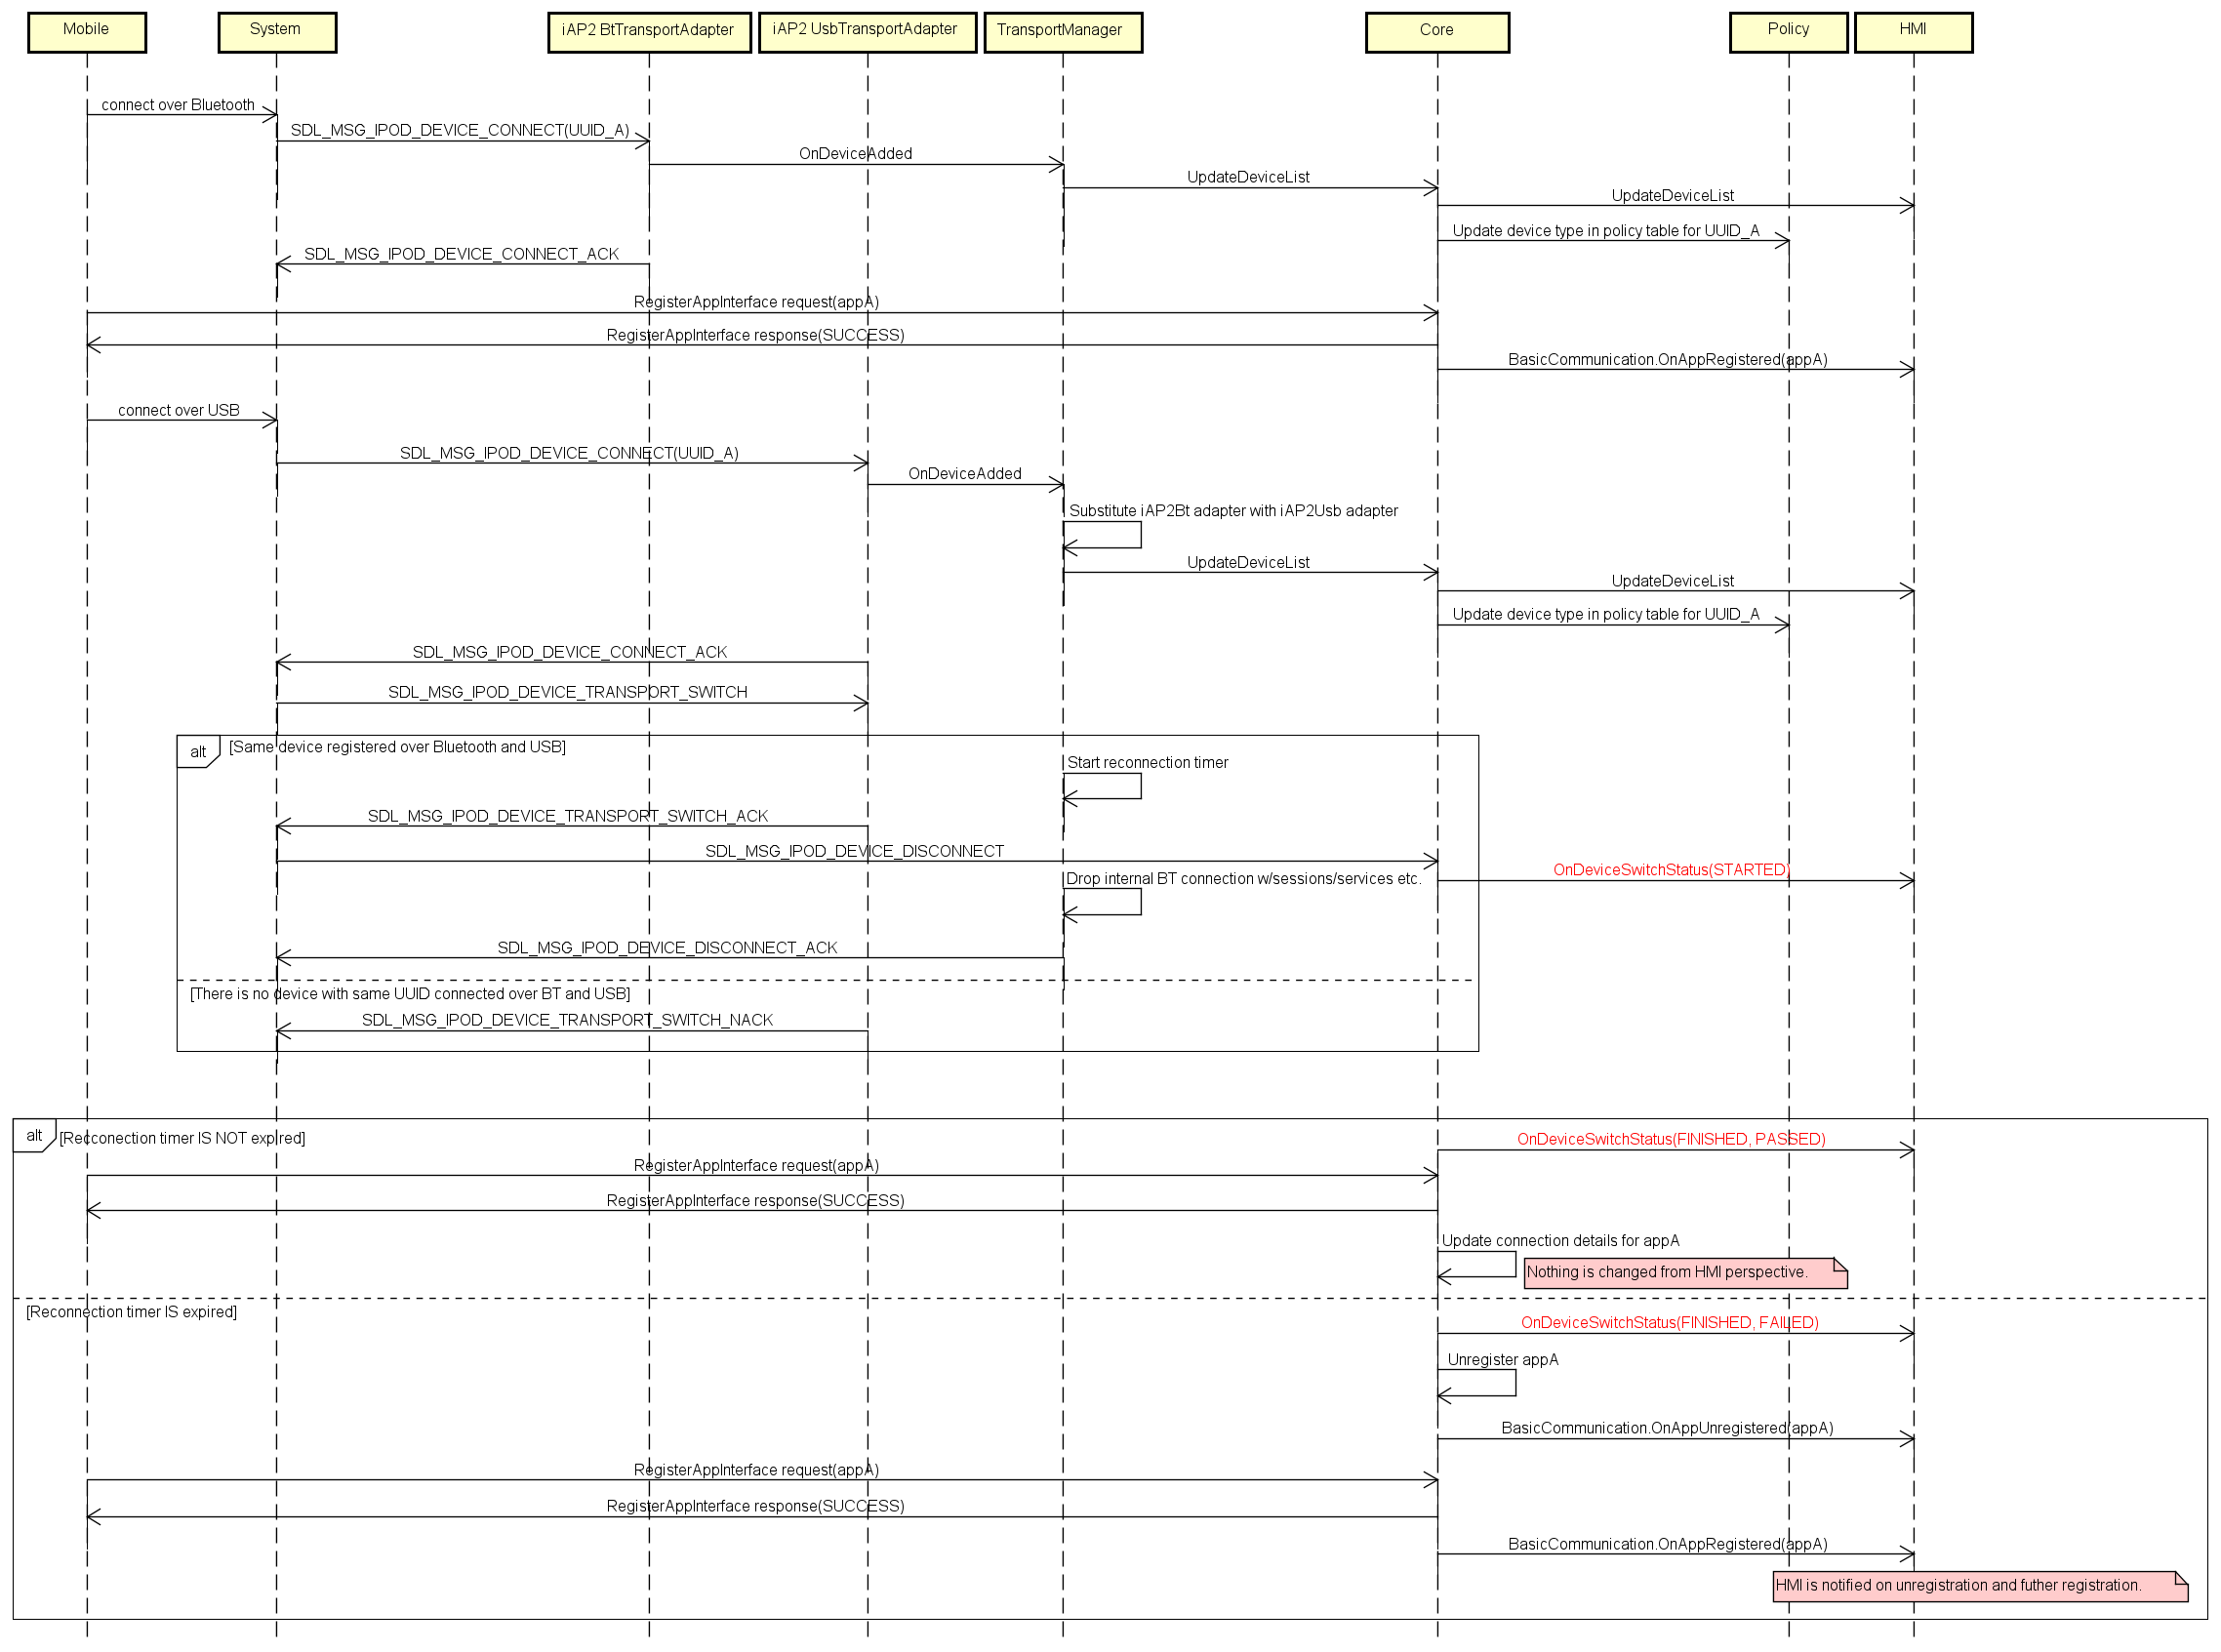 Mobile
System
iAP2 BtTransportAdapter
iAP2 UsbTransportAdapter
TransportManager
Core
Policy
HMI
connect over Bluetooth
SDL_MSG_IPOD_DEVICE_CONNECT(UUID_A)
OnDeviceAdded
UpdateDeviceList
UpdateDeviceList
Update device type in policy table for UUID_A
SDL_MSG_IPOD_DEVICE_CONNECT_ACK
RegisterAppInterface request(appA)
RegisterAppInterface response(SUCCESS)
BasicCommunication.OnAppRegistered(appA)
connect over USB
SDL_MSG_IPOD_DEVICE_CONNECT(UUID_A)
OnDeviceAdded
Substitute iAP2Bt adapter with iAP2Usb adapter
UpdateDeviceList
UpdateDeviceList
Update device type in policy table for UUID_A
SDL_MSG_IPOD_DEVICE_CONNECT_ACK
SDL_MSG_IPOD_DEVICE_TRANSPORT_SWITCH
alt
[Same device registered over Bluetooth and USB]
Start reconnection timer
SDL_MSG_IPOD_DEVICE_TRANSPORT_SWITCH_ACK
SDL_MSG_IPOD_DEVICE_DISCONNECT
OnDeviceSwitchStatus(STARTED)
Drop internal BT connection w/sessions/services etc.
SDL_MSG_IPOD_DEVICE_DISCONNECT_ACK
[There is no device with same UUID connected over BT and USB]
SDL_MSG_IPOD_DEVICE_TRANSPORT_SWITCH_NACK
alt
[Recconection timer IS NOT expired]
OnDeviceSwitchStatus(FINISHED, PASSED)
RegisterAppInterface request(appA)
RegisterAppInterface response(SUCCESS)
Update connection details for appA
Nothing is changed from HMI perspective.
[Reconnection timer IS expired]
OnDeviceSwitchStatus(FINISHED, FAILED)
Unregister appA
BasicCommunication.OnAppUnregistered(appA)
RegisterAppInterface request(appA)
RegisterAppInterface response(SUCCESS)
BasicCommunication.OnAppRegistered(appA)
HMI is notified on unregistration and futher registration.